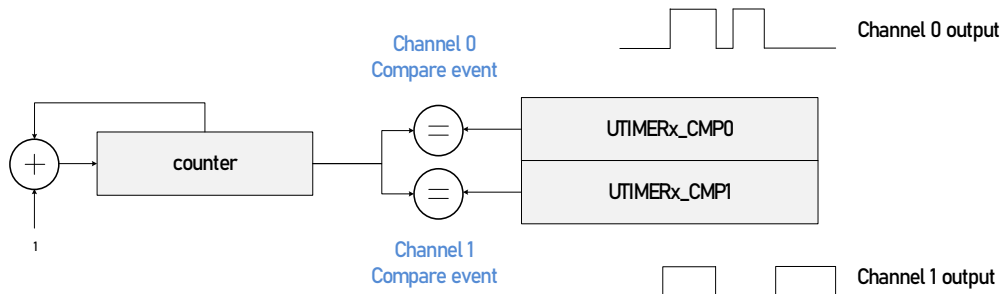 Channel 0
Compare event
Channel 0 output
UTIMERx_CMP0
counter
UTIMERx_CMP1
1
Channel 1
Compare event
Channel 1 output